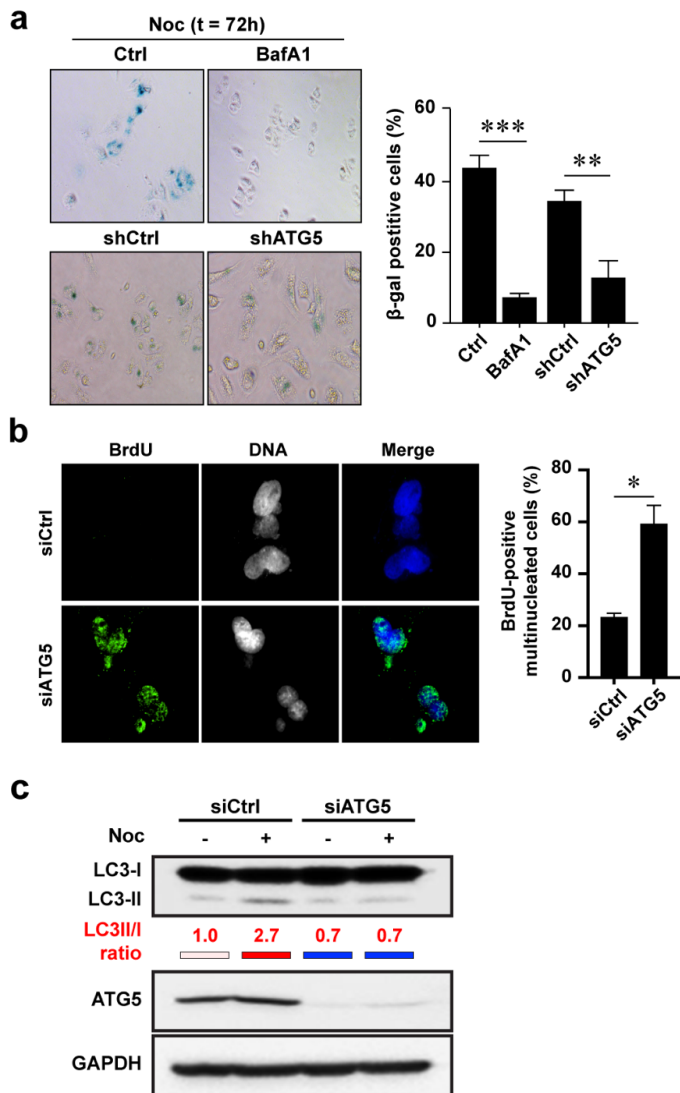 a
Noc (t = 72h)
Ctrl BafA1
shCtrl shATG5
β-gal postitive cells (%)
60
40
20
0
***
**
Ctrl
BafA1
shCtrl
shATG5
b
BrdU DNA Merge
siCtrl
siATG5
BrdU-positive
multinucleated cells (%)
80
60
40
20
0
*
siCtrl
siATG5
c
siCtrl siATG5
Noc - + - +
LC3-I
LC3-II
LC3II/I 1.0 2.7 0.7 0.7
ratio
ATG5
GAPDH